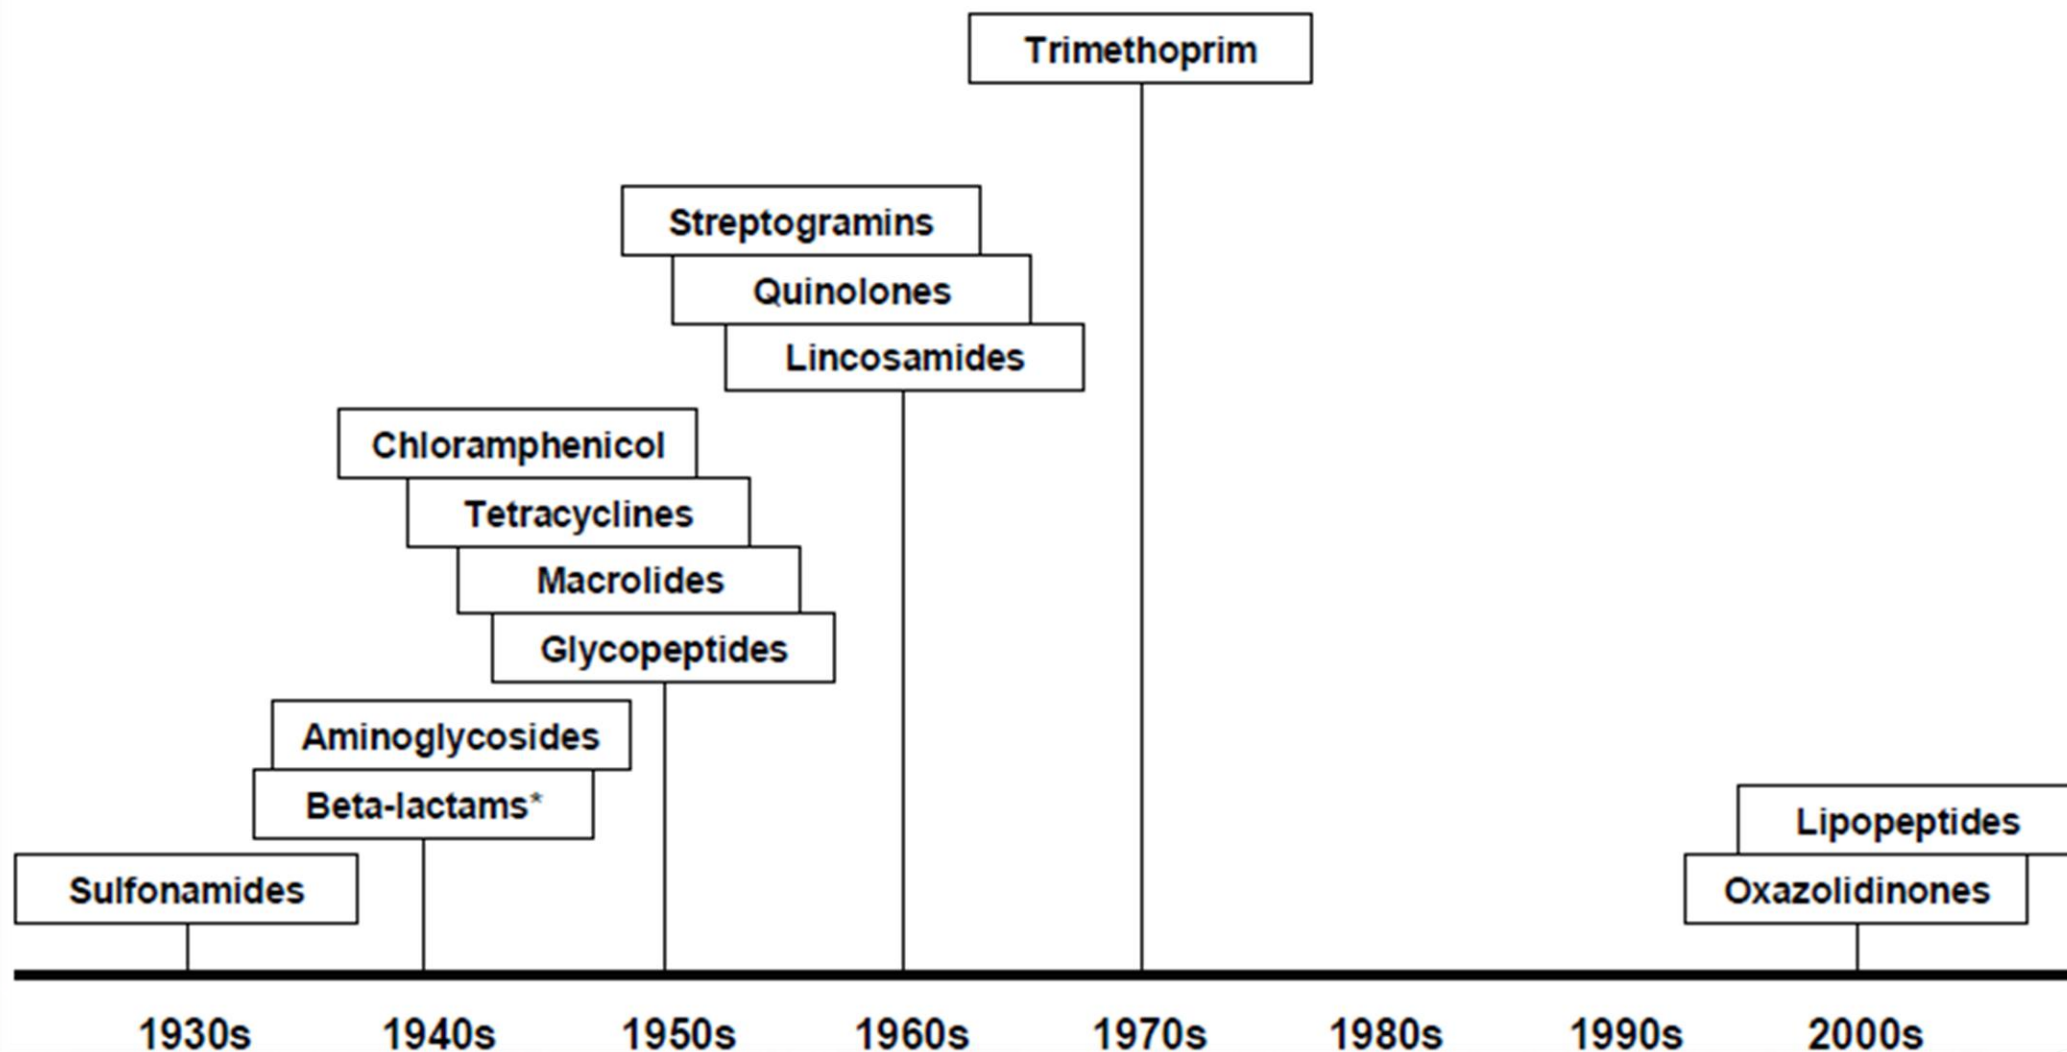 Trimethoprim
Streptogramins
Quinolones
Lincosamides
Chloramphenicol
Tetracyclines
Macrolides
Glycopeptides
Aminoglycosides
Beta-lactams*
Sulfonamides
Lipopeptides
Oxazolidinones
1930s 1940s 1950s 1960s 1970s 1980s 1990s 2000s